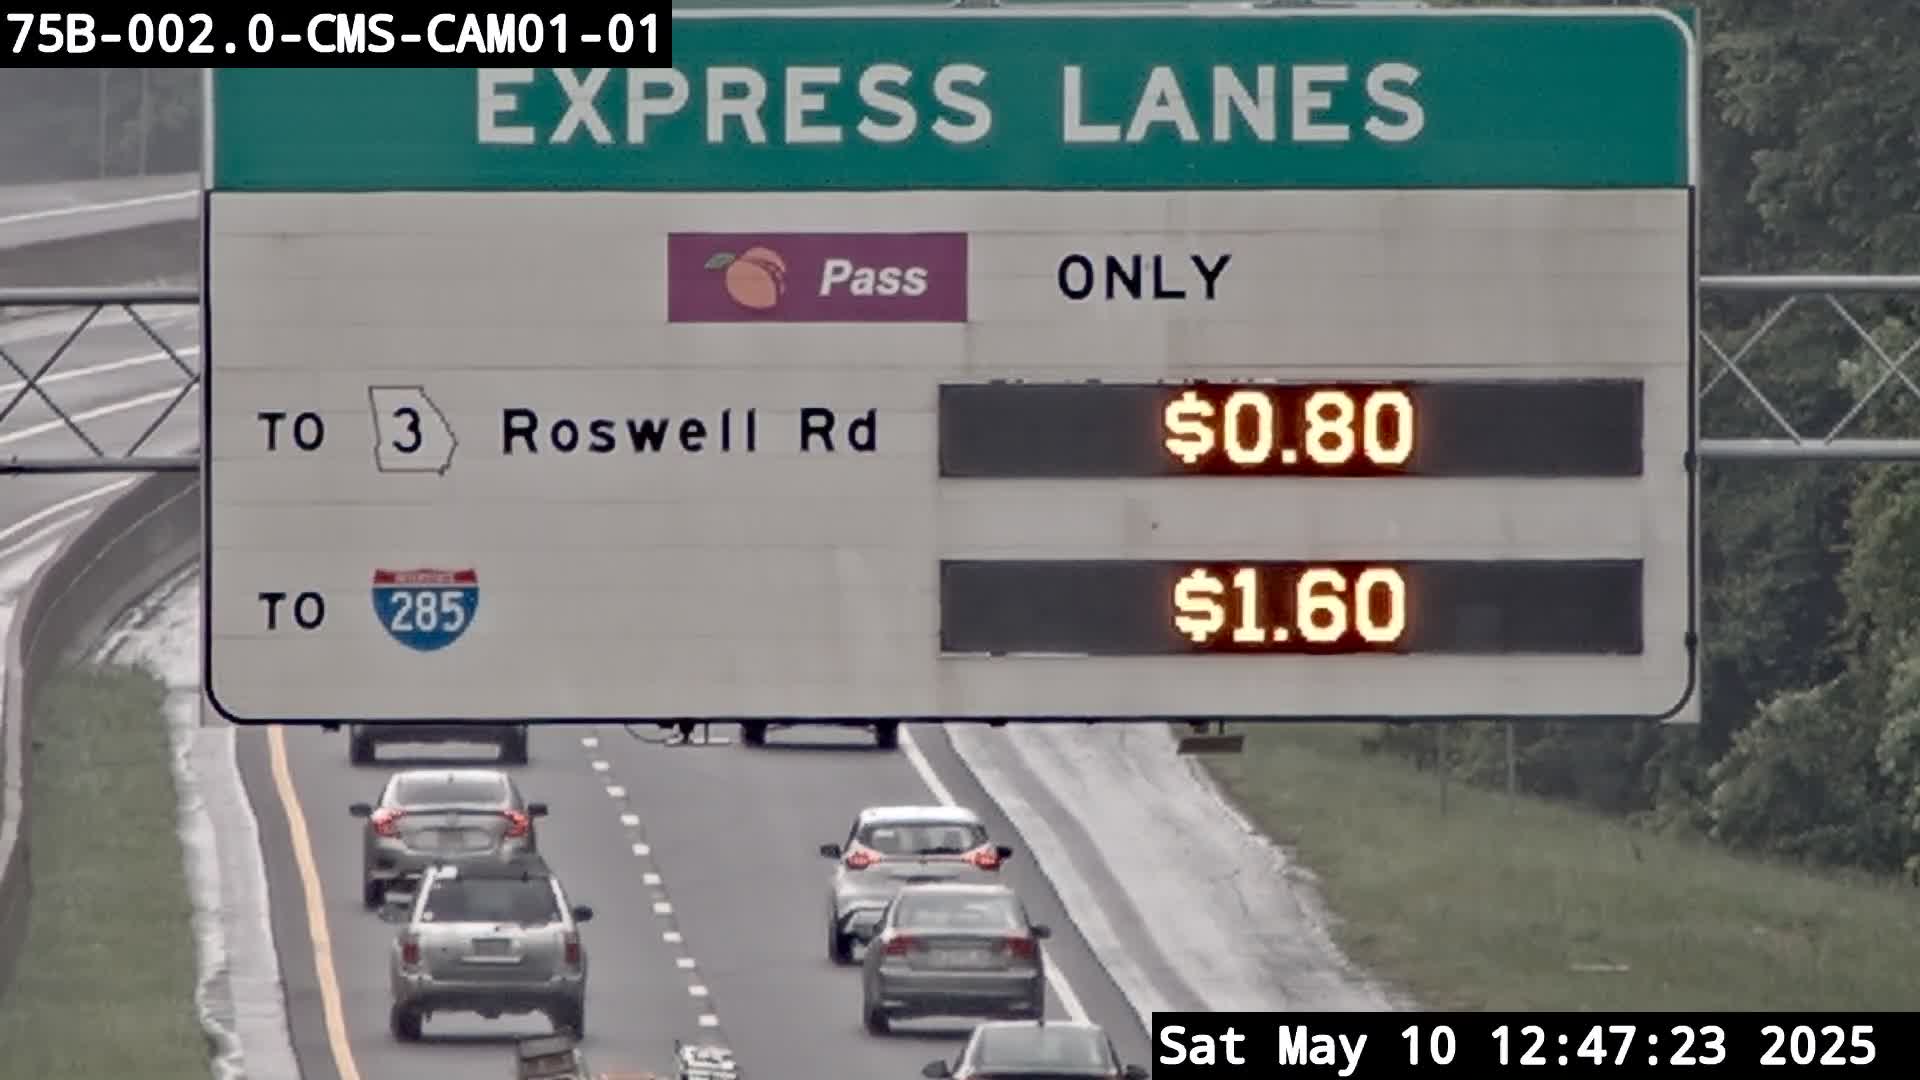 75B-002.0-CMS-CAM01-01
EXPRESS LANES
Pass ONLY
TO 3 Roswell Rd $0.80
TO 285 $1.60
Sat May 10 12:47:23 2025